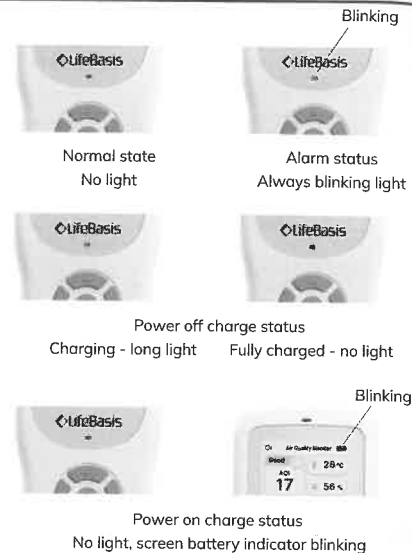 Blinking
LifeBasis
LifeBasis
Normal state
No light
Alarm status
Always blinking light
LifeBasis
LifeBasis
Power off charge status
Charging - long light
Fully charged - no light
Blinking
LifeBasis
Air Quality Monitor
Good
AQI
17
28 °C
56 %
Power on charge status
No light, screen battery indicator blinking